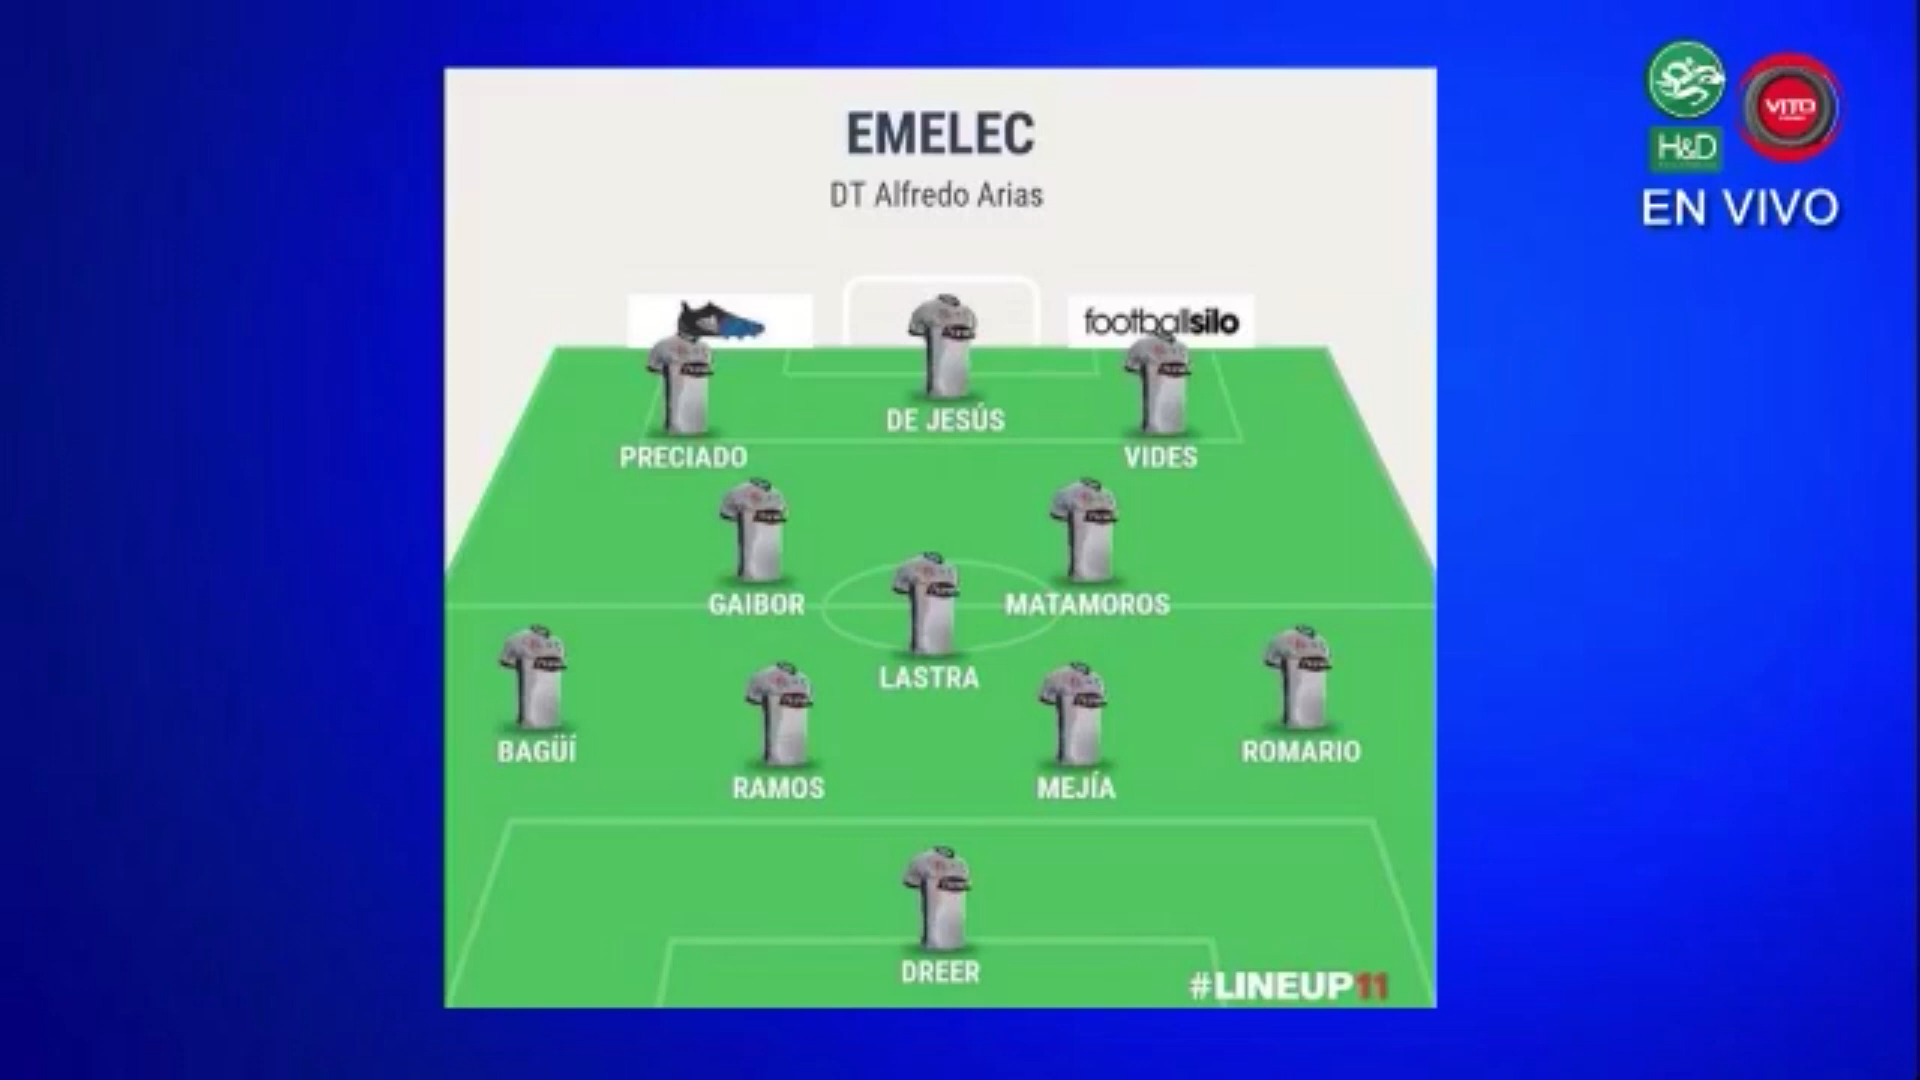 EMELEC
DT Alfredo Arias
VITO
H&D
EN VIVO
footballsilo
DE JESÚS
PRECIADO
VIDES
GAIBOR
MATAMOROS
LASTRA
BAGÜÍ
ROMARIO
RAMOS
MEJÍA
DREER
#LINEUP11